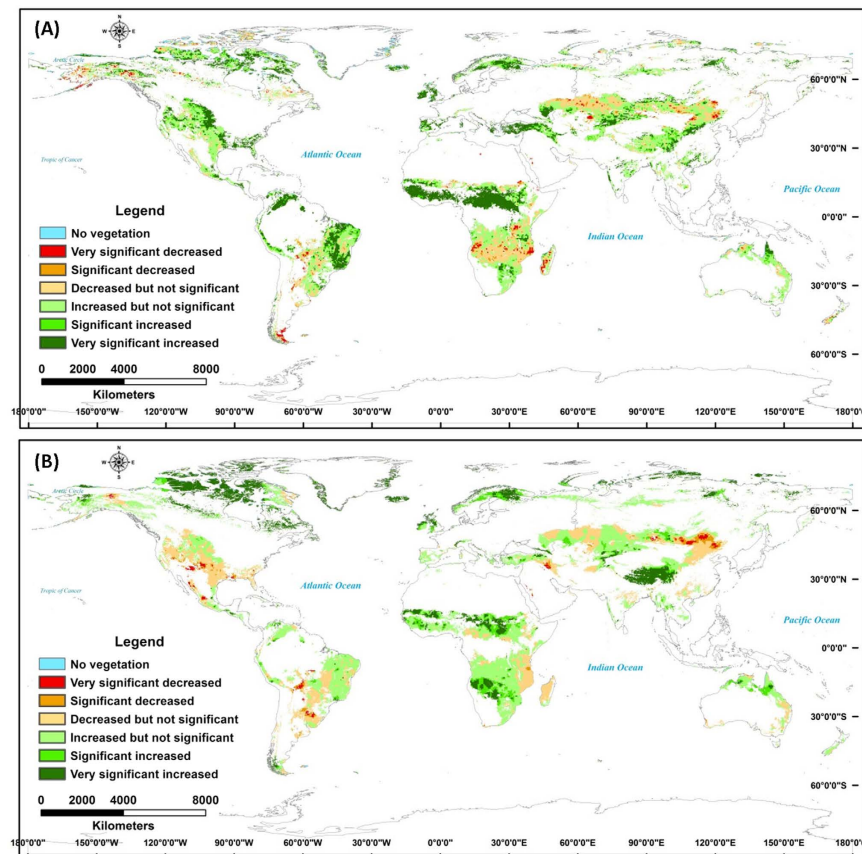 (A)
N
W E
S
Arctic Circle
60°0'0"N
30°0'0"N
Atlantic Ocean
Tropic of Cancer
Pacific Ocean
Legend
No vegetation
Very significant decreased
Significant decreased
Decreased but not significant
Increased but not significant
Significant increased
Very significant increased
Indian Ocean
0°0'0"
30°0'0"S
0 2000 4000 8000
Kilometers
60°0'0"S
180°0'0"W 150°0'0"W 120°0'0"W 90°0'0"W 60°0'0"W 30°0'0"W 0°0'0" 30°0'0"E 60°0'0"E 90°0'0"E 120°0'0"E 150°0'0"E 180°0'0"
(B)
N
W E
S
Arctic Circle
60°0'0"N
30°0'0"N
Atlantic Ocean
Tropic of Cancer
Pacific Ocean
Legend
No vegetation
Very significant decreased
Significant decreased
Decreased but not significant
Increased but not significant
Significant increased
Very significant increased
Indian Ocean
0°0'0"
30°0'0"S
0 2000 4000 8000
Kilometers
60°0'0"S
180°0'0"W 150°0'0"W 120°0'0"W 90°0'0"W 60°0'0"W 30°0'0"W 0°0'0" 30°0'0"E 60°0'0"E 90°0'0"E 120°0'0"E 150°0'0"E 180°0'0"